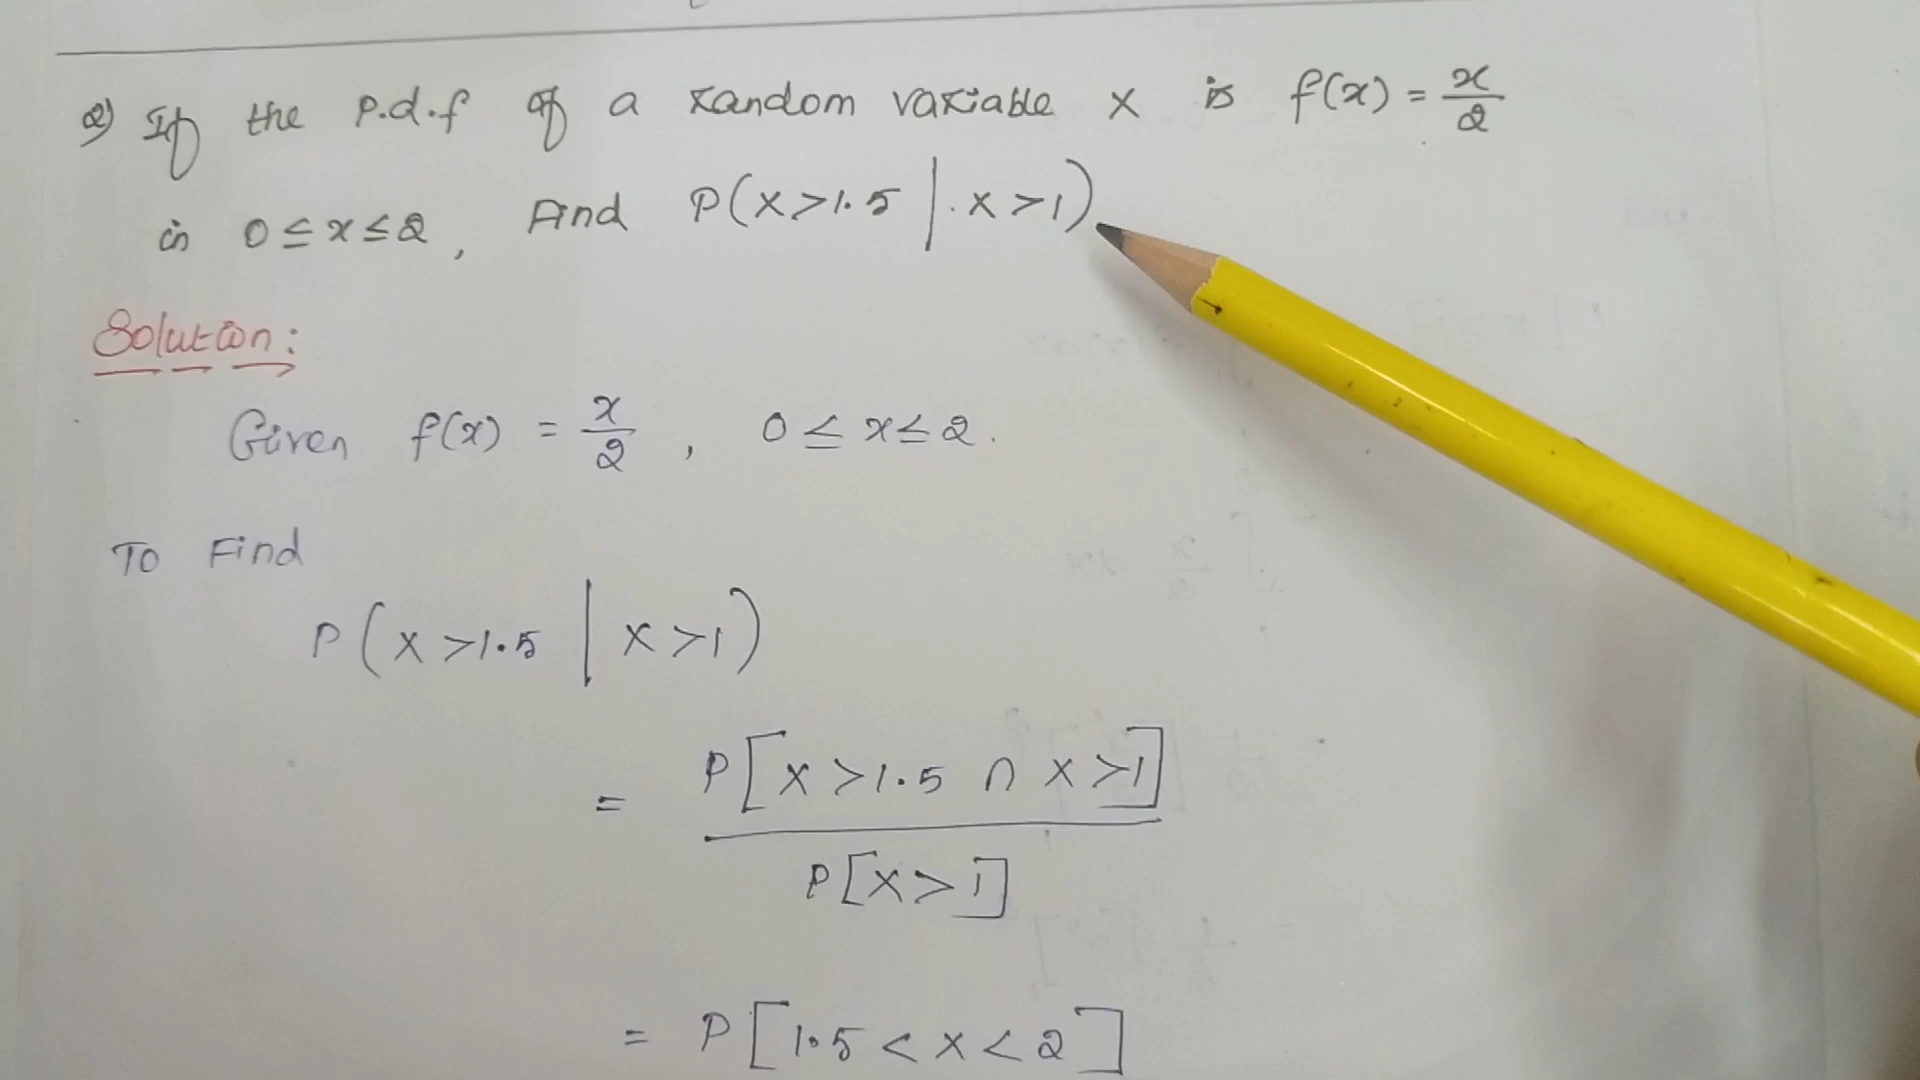 2) If the P.d.f of a random variable X is f(x) = x/2
in 0 ≤ x ≤ 2, Find P(X>1.5 | X>1)
Solution:
Given f(x) = x/2, 0 ≤ x ≤ 2.
To Find
P(X>1.5 | X>1)
= P[X>1.5 ∩ X>1] / P[X>1]
= P[1.5<X<2]